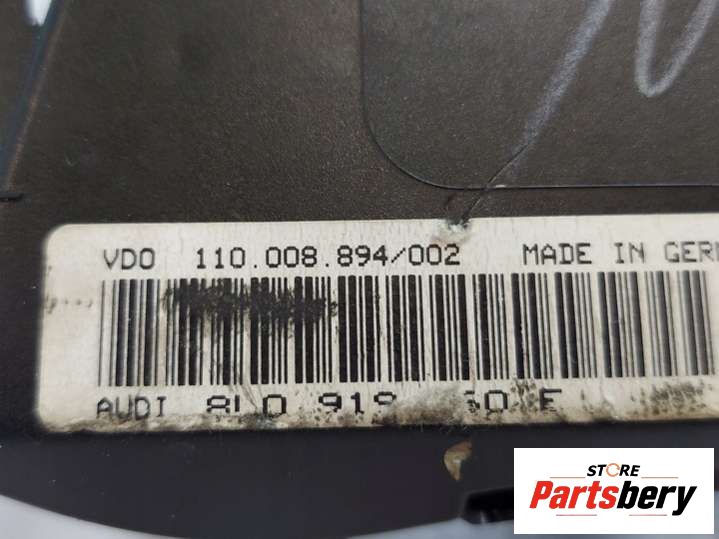 VDO 110.008.894/002 MADE IN GER
AUDI 8L0 919 E
STORE
Partsbery